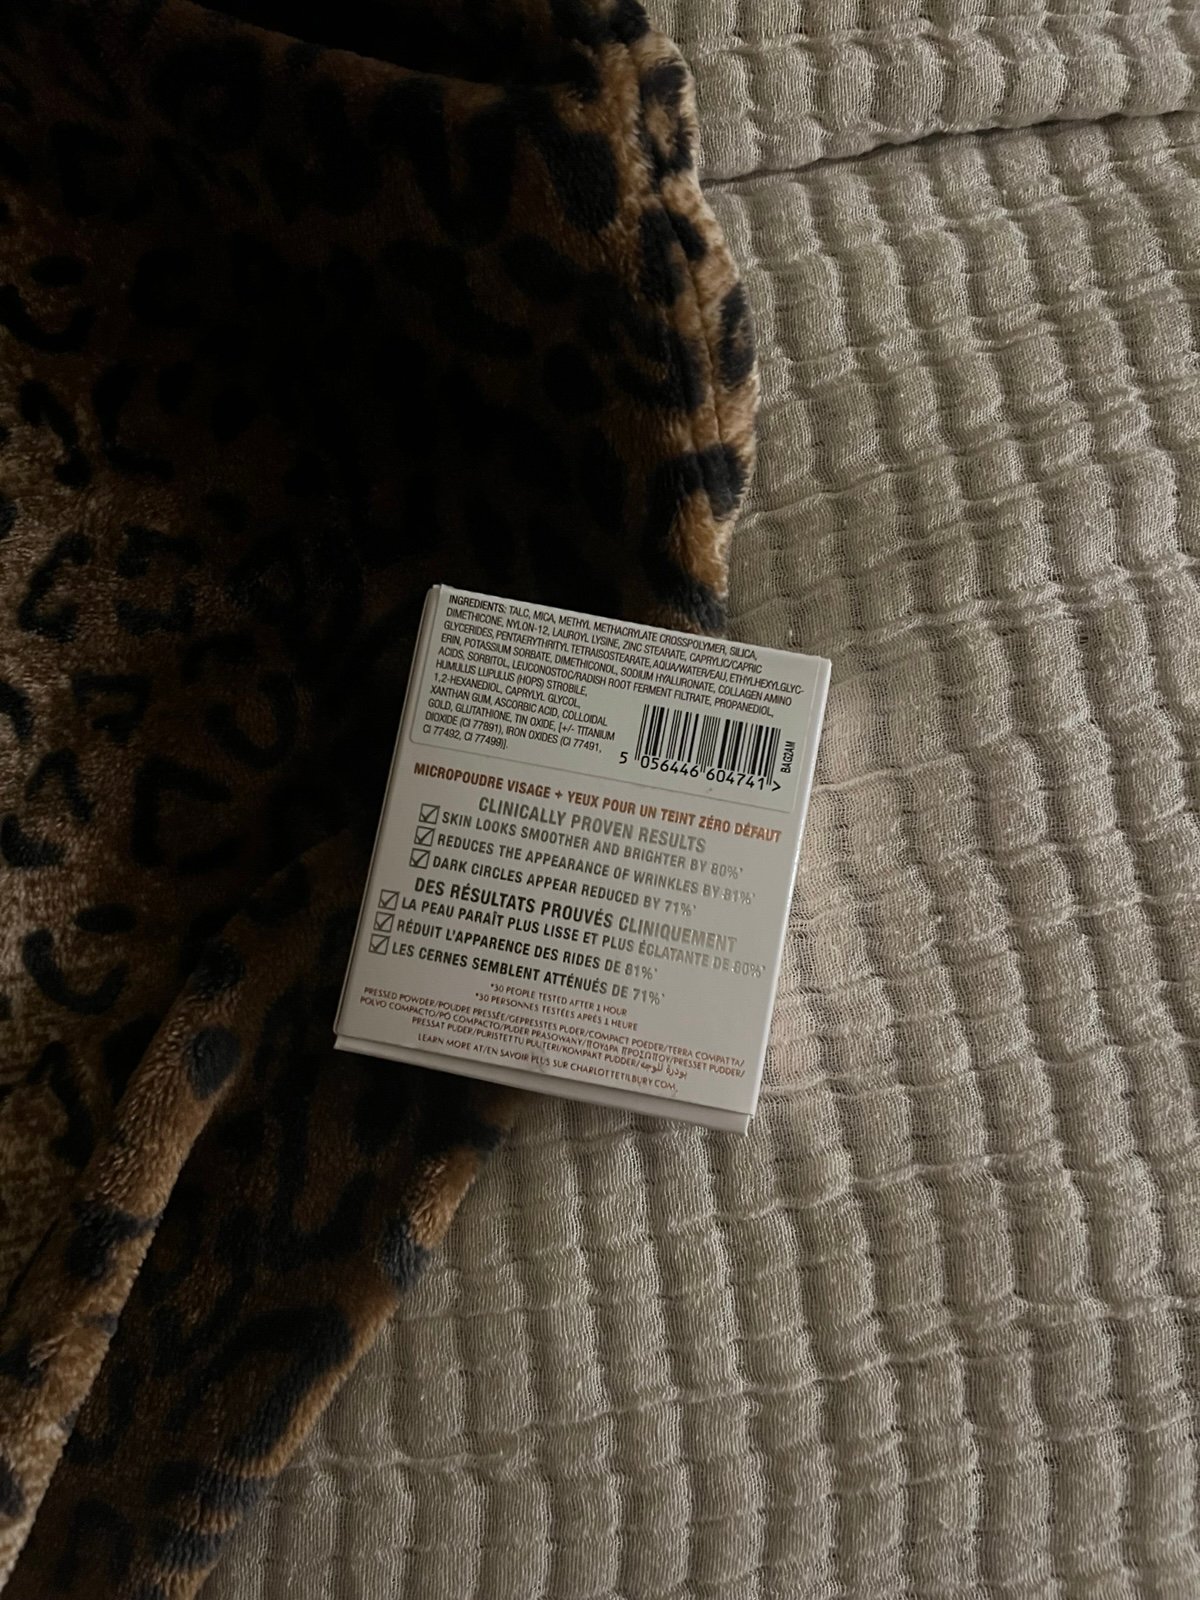 INGREDIENTS: TALC, MICA, METHYL METHACRYLATE CROSSPOLYMER, SILICA,
DIMETHICONE, NYLON-12, LAUROYL LYSINE, ZINC STEARATE, CAPRYLIC/CAPRIC
GLYCERIDES, PENTAERYTHRITYL TETRAISOSTEARATE, AQUA/WATER/EAU, ETHYLHEXYLGLYC-
ERIN, POTASSIUM SORBATE, DIMETHICONOL, SODIUM HYALURONATE, COLLAGEN AMINO
ACIDS, SORBITOL, LEUCONOSTOC/RADISH ROOT FERMENT FILTRATE, PROPANEDIOL,
HUMULUS LUPULUS (HOPS) STROBILE,
1,2-HEXANEDIOL, CAPRYLYL GLYCOL,
XANTHAN GUM, ASCORBIC ACID, COLLOIDAL
GOLD, GLUTATHIONE, TIN OXIDE, [+/- TITANIUM
DIOXIDE (CI 77891), IRON OXIDES (CI 77491,
CI 77492, CI 77499)].
5 056446 604741 >
BAG2AM
MICROPOUDRE VISAGE + YEUX POUR UN TEINT ZÉRO DÉFAUT
CLINICALLY PROVEN RESULTS
SKIN LOOKS SMOOTHER AND BRIGHTER BY 80%*
REDUCES THE APPEARANCE OF WRINKLES BY 81%*
DARK CIRCLES APPEAR REDUCED BY 71%*
DES RÉSULTATS PROUVÉS CLINIQUEMENT
LA PEAU PARAÎT PLUS LISSE ET PLUS ÉCLATANTE DE 80%*
RÉDUIT L'APPARENCE DES RIDES DE 81%*
LES CERNES SEMBLENT ATTÉNUÉS DE 71%*
*30 PEOPLE TESTED AFTER 1 HOUR
*30 PERSONNES TESTÉES APRÈS 1 HEURE
PRESSED POWDER/POUDRE PRESSÉE/GEPRESSTES PUDER/COMPACT POEDER/TERRA COMPATTA/
POLVO COMPACTO/PÓ COMPACTO/PUDER PRASOWANY/ΠΟΥΔΡΑ ΠΡΟΣΩΠΟΥ/PRESSET PUDDER/
PRESSAT PUDER/PURISTETTU PUUTERI/KOMPAKT PUDDER/بودرة للوجه
LEARN MORE AT/EN SAVOIR PLUS SUR CHARLOTTETILBURY.COM.